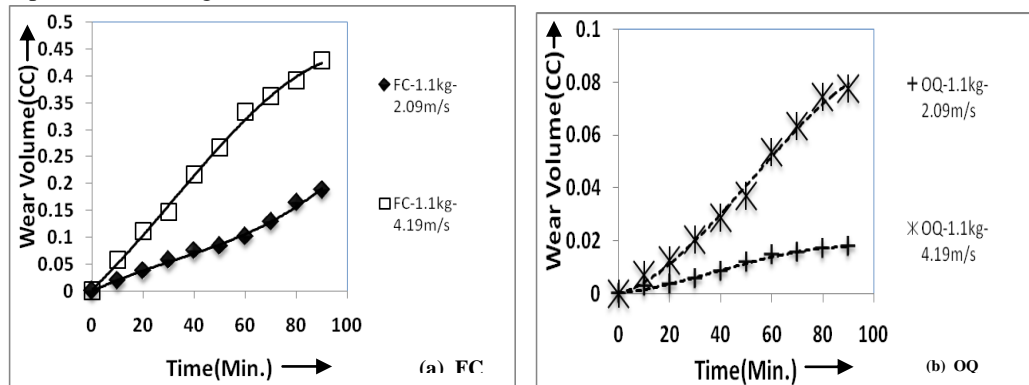 0.5
0.45
0.4
0.35
0.3
0.25
0.2
0.15
0.1
0.05
0
0 20 40 60 80 100
Wear Volume(CC)
Time(Min.)
FC-1.1kg-
2.09m/s
FC-1.1kg-
4.19m/s
(a) FC
0.1
0.08
0.06
0.04
0.02
0
0 20 40 60 80 100
Wear Volume(CC)
Time(Min.)
OQ-1.1kg-
2.09m/s
OQ-1.1kg-
4.19m/s
(b) OQ